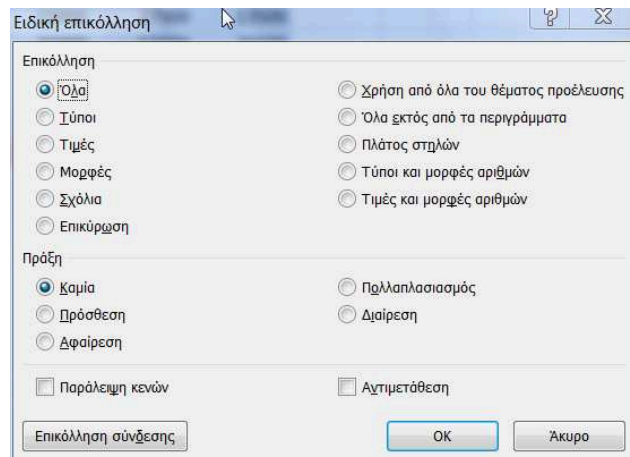 Ειδική επικόλληση
Επικόλληση
Όλα
Χρήση από όλα του θέματος προέλευσης
Τύποι
Όλα εκτός από τα περιγράμματα
Τιμές
Πλάτος στηλών
Μορφές
Τύποι και μορφές αριθμών
Σχόλια
Τιμές και μορφές αριθμών
Επικύρωση
Πράξη
Καμία
Πολλαπλασιασμός
Πρόσθεση
Διαίρεση
Αφαίρεση
Παράλειψη κενών
Αντιμετάθεση
Επικόλληση σύνδεσης
OK
Άκυρο